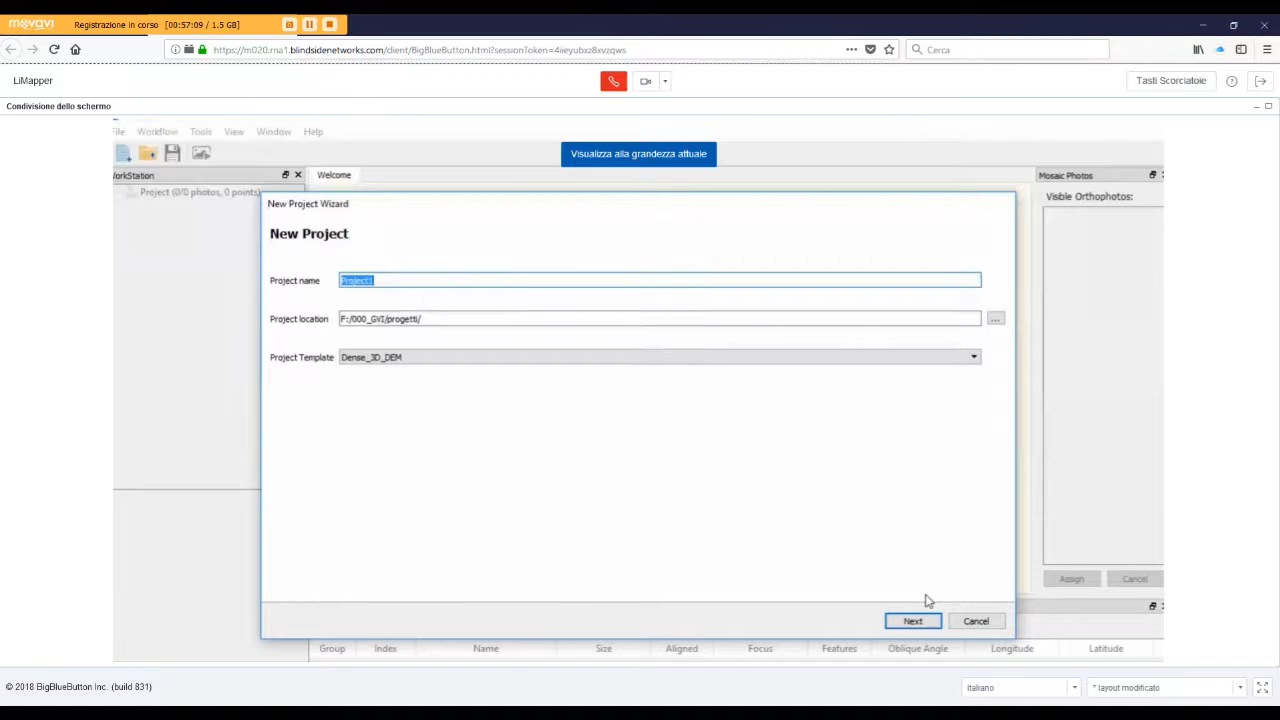 movavi Registrazione in corso [00:57:09 / 1.5 GB]
https://m020.rna1.blindsidenetworks.com/client/BigBlueButton.html?sessionToken=4iieyubxz8xvzqws
Cerca
LiMapper
Tasti Scorciatoie
Condivisione dello schermo
File Workflow Tools View Window Help
Visualizza alla grandezza attuale
WorkStation
Welcome
Mosaic Photos
Project (0/0 photos, 0 points)
Visible Orthophotos:
New Project Wizard
New Project
Project name Project1
Project location F:/000_GVI/progetti/ ...
Project Template Dense_3D_DEM
Assign Cancel
Next Cancel
Group Index Name Size Aligned Focus Features Oblique Angle Longitude Latitude
© 2018 BigBlueButton Inc. (build 831)
Italiano
* layout modificato